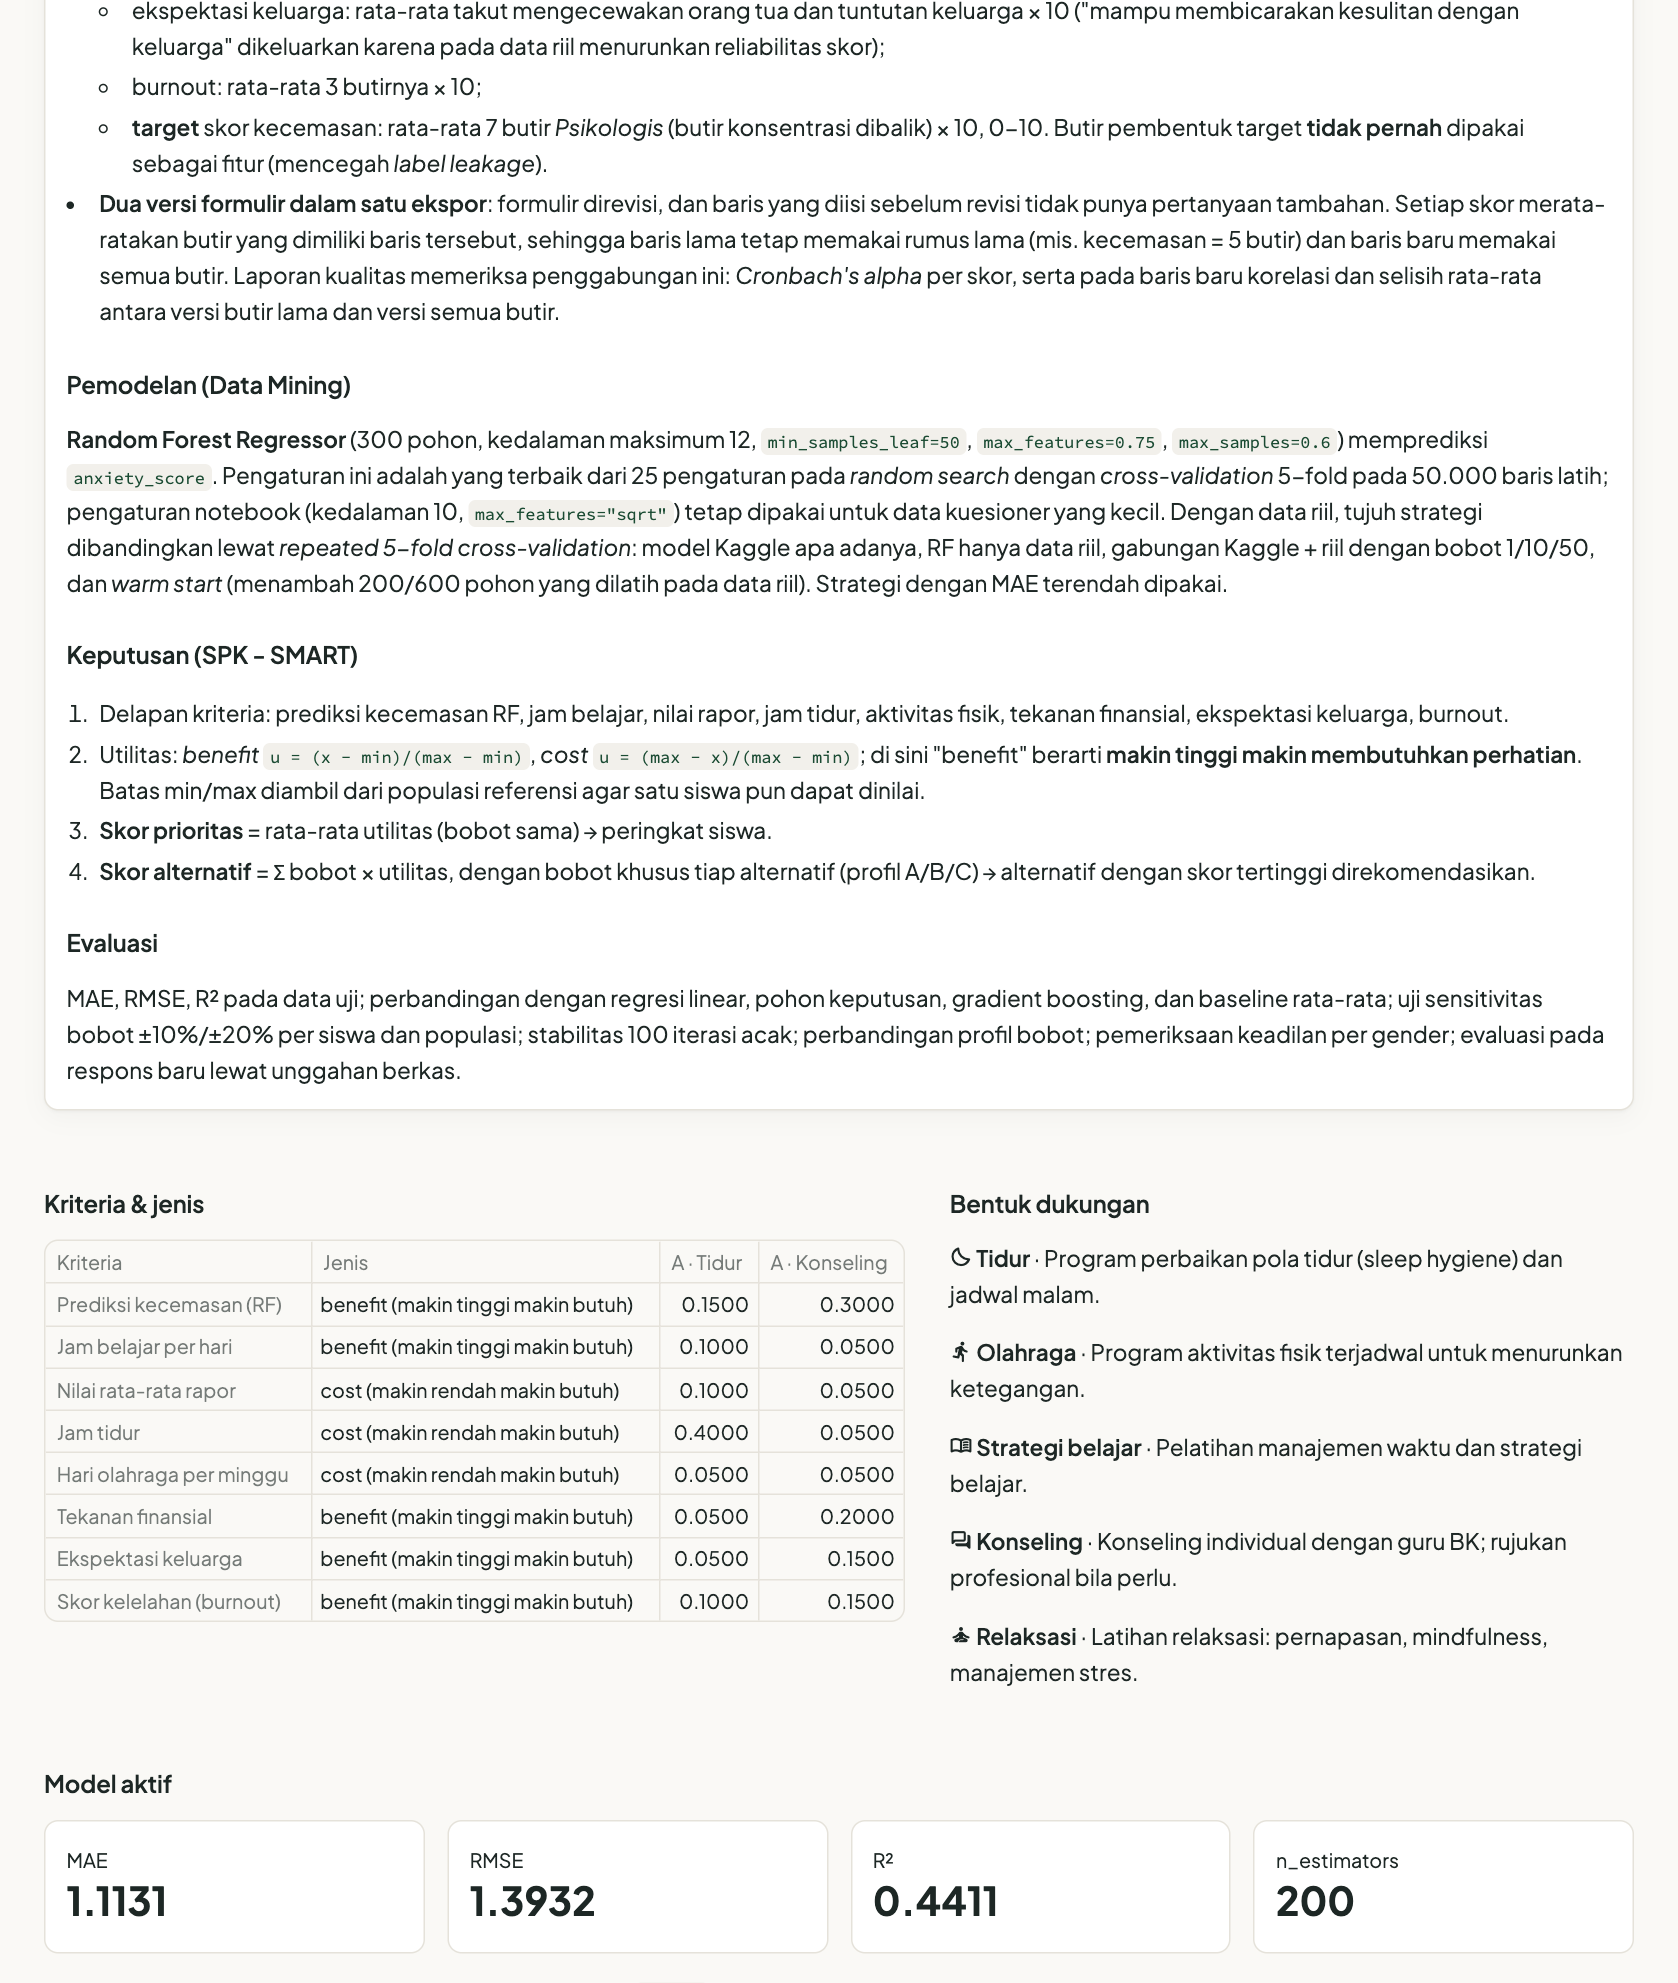 ekspektasi keluarga: rata-rata takut mengecewakan orang tua dan tuntutan keluarga × 10 ("mampu membicarakan kesulitan dengan
keluarga" dikeluarkan karena pada data riil menurunkan reliabilitas skor);
burnout: rata-rata 3 butirnya × 10;
target skor kecemasan: rata-rata 7 butir Psikologis (butir konsentrasi dibalik) × 10, 0–10. Butir pembentuk target tidak pernah dipakai
sebagai fitur (mencegah label leakage).
Dua versi formulir dalam satu ekspor: formulir direvisi, dan baris yang diisi sebelum revisi tidak punya pertanyaan tambahan. Setiap skor merata-
ratakan butir yang dimiliki baris tersebut, sehingga baris lama tetap memakai rumus lama (mis. kecemasan = 5 butir) dan baris baru memakai
semua butir. Laporan kualitas memeriksa penggabungan ini: Cronbach's alpha per skor, serta pada baris baru korelasi dan selisih rata-rata
antara versi butir lama dan versi semua butir.
Pemodelan (Data Mining)
Random Forest Regressor (300 pohon, kedalaman maksimum 12, min_samples_leaf=50, max_features=0.75, max_samples=0.6) memprediksi
anxiety_score. Pengaturan ini adalah yang terbaik dari 25 pengaturan pada random search dengan cross-validation 5–fold pada 50.000 baris latih;
pengaturan notebook (kedalaman 10, max_features="sqrt") tetap dipakai untuk data kuesioner yang kecil. Dengan data riil, tujuh strategi
dibandingkan lewat repeated 5–fold cross-validation: model Kaggle apa adanya, RF hanya data riil, gabungan Kaggle + riil dengan bobot 1/10/50,
dan warm start (menambah 200/600 pohon yang dilatih pada data riil). Strategi dengan MAE terendah dipakai.
Keputusan (SPK – SMART)
1. Delapan kriteria: prediksi kecemasan RF, jam belajar, nilai rapor, jam tidur, aktivitas fisik, tekanan finansial, ekspektasi keluarga, burnout.
2. Utilitas: benefit u = (x − min)/(max − min), cost u = (max − x)/(max − min); di sini "benefit" berarti makin tinggi makin membutuhkan perhatian.
Batas min/max diambil dari populasi referensi agar satu siswa pun dapat dinilai.
3. Skor prioritas = rata-rata utilitas (bobot sama) → peringkat siswa.
4. Skor alternatif = Σ bobot × utilitas, dengan bobot khusus tiap alternatif (profil A/B/C) → alternatif dengan skor tertinggi direkomendasikan.
Evaluasi
MAE, RMSE, R² pada data uji; perbandingan dengan regresi linear, pohon keputusan, gradient boosting, dan baseline rata-rata; uji sensitivitas
bobot ±10%/±20% per siswa dan populasi; stabilitas 100 iterasi acak; perbandingan profil bobot; pemeriksaan keadilan per gender; evaluasi pada
respons baru lewat unggahan berkas.
Kriteria & jenis
Kriteria Jenis A · Tidur A · Konseling
Prediksi kecemasan (RF) benefit (makin tinggi makin butuh) 0.1500 0.3000
Jam belajar per hari benefit (makin tinggi makin butuh) 0.1000 0.0500
Nilai rata-rata rapor cost (makin rendah makin butuh) 0.1000 0.0500
Jam tidur cost (makin rendah makin butuh) 0.4000 0.0500
Hari olahraga per minggu cost (makin rendah makin butuh) 0.0500 0.0500
Tekanan finansial benefit (makin tinggi makin butuh) 0.0500 0.2000
Ekspektasi keluarga benefit (makin tinggi makin butuh) 0.0500 0.1500
Skor kelelahan (burnout) benefit (makin tinggi makin butuh) 0.1000 0.1500
Bentuk dukungan
Tidur · Program perbaikan pola tidur (sleep hygiene) dan
jadwal malam.
Olahraga · Program aktivitas fisik terjadwal untuk menurunkan
ketegangan.
Strategi belajar · Pelatihan manajemen waktu dan strategi
belajar.
Konseling · Konseling individual dengan guru BK; rujukan
profesional bila perlu.
Relaksasi · Latihan relaksasi: pernapasan, mindfulness,
manajemen stres.
Model aktif
MAE
1.1131
RMSE
1.3932
R²
0.4411
n_estimators
200